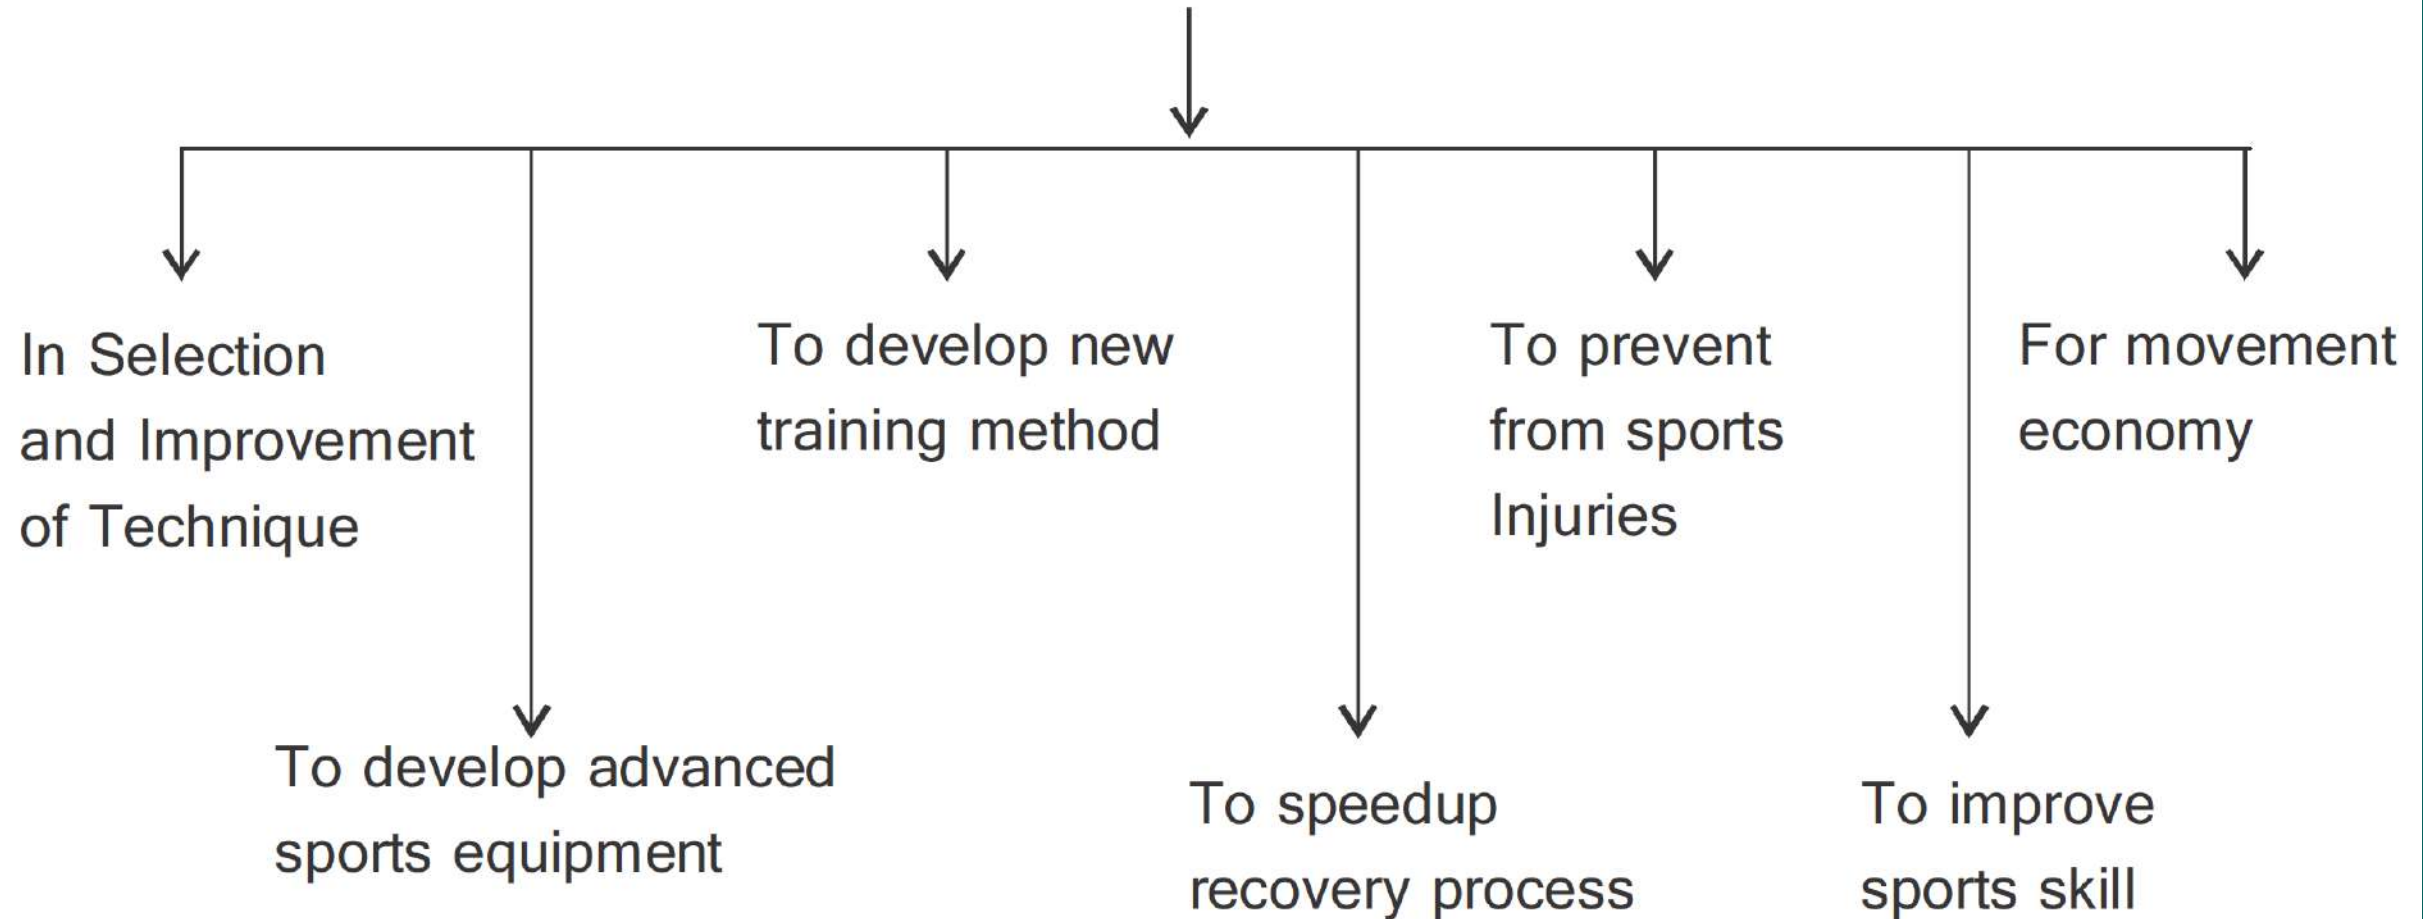 In Selection
and Improvement
of Technique
To develop advanced
sports equipment
To develop new
training method
To speedup
recovery process
To prevent
from sports
Injuries
To improve
sports skill
For movement
economy